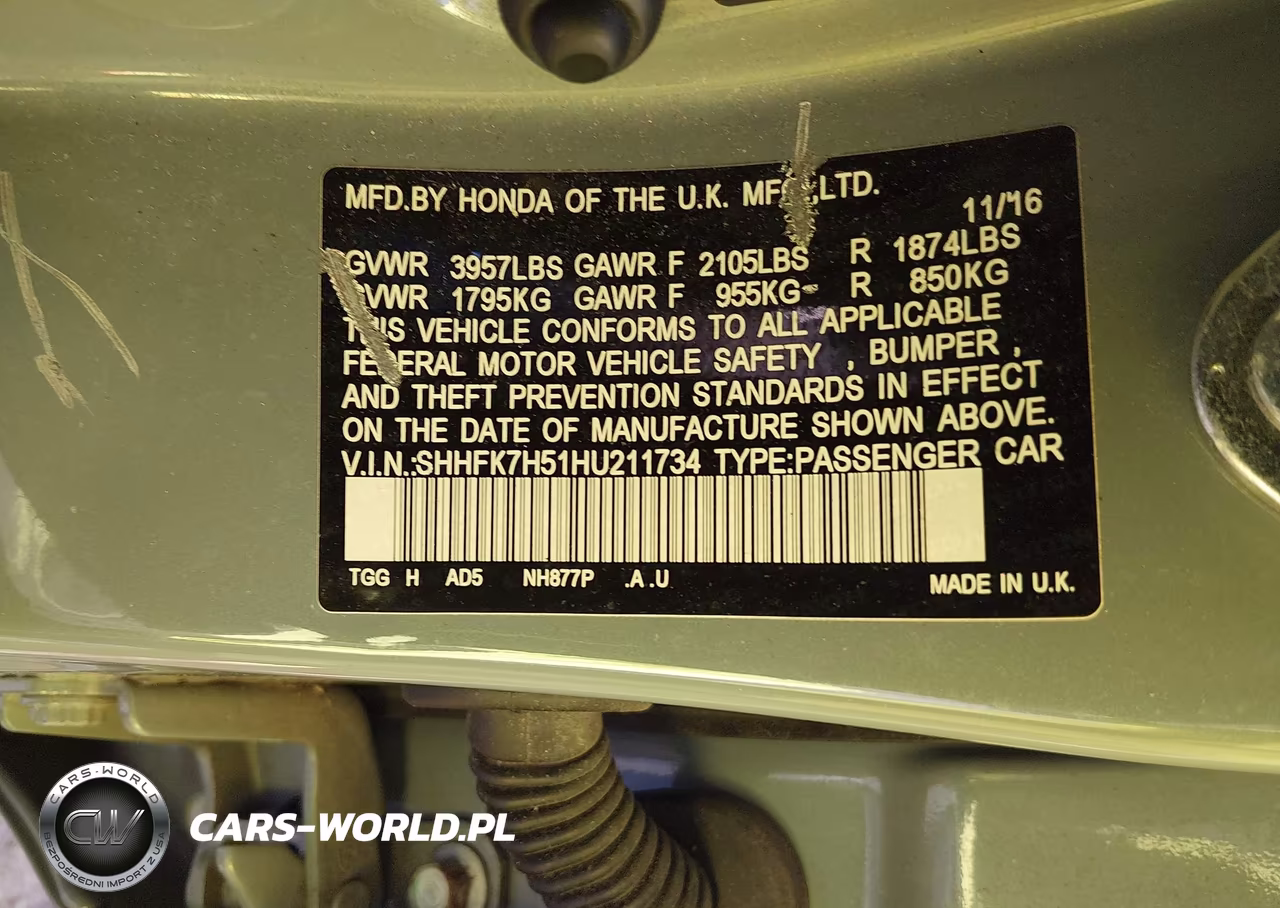 MFD.BY HONDA OF THE U.K. MFG.,LTD.
11/16
GVWR 3957LBS GAWR F 2105LBS R 1874LBS
GVWR 1795KG GAWR F 955KG R 850KG
THIS VEHICLE CONFORMS TO ALL APPLICABLE
FEDERAL MOTOR VEHICLE SAFETY , BUMPER ,
AND THEFT PREVENTION STANDARDS IN EFFECT
ON THE DATE OF MANUFACTURE SHOWN ABOVE.
V.I.N.:SHHFK7H51HU211734 TYPE:PASSENGER CAR
TGG H AD5 NH877P .A .U
MADE IN U.K.
CARS-WORLD
CW
BEZPOŚREDNI IMPORT Z USA
CARS-WORLD.PL